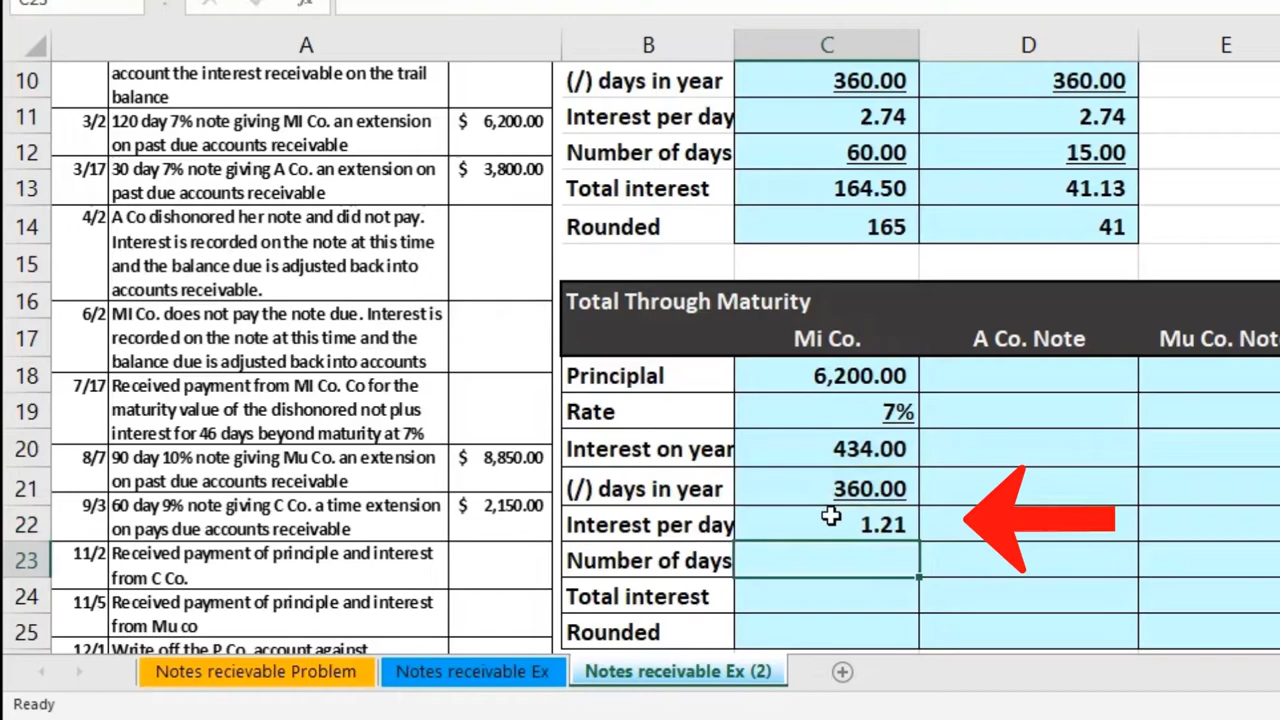 C23
fx
A B C D E
10 account the interest receivable on the trail (/) days in year 360.00 360.00
balance
11 3/2 120 day 7% note giving MI Co. an extension $ 6,200.00 Interest per day 2.74 2.74
12 on past due accounts receivable Number of days 60.00 15.00
13 3/17 30 day 7% note giving A Co. an extension on $ 3,800.00 Total interest 164.50 41.13
past due accounts receivable
14 4/2 A Co dishonored her note and did not pay. Rounded 165 41
Interest is recorded on the note at this time
15 and the balance due is adjusted back into
accounts receivable.
16 6/2 MI Co. does not pay the note due. Interest is Total Through Maturity
17 recorded on the note at this time and the Mi Co. A Co. Note Mu Co. Not
balance due is adjusted back into accounts
18 7/17 Received payment from MI Co. Co for the Principlal 6,200.00
19 maturity value of the dishonored not plus Rate 7%
interest for 46 days beyond maturity at 7%
20 8/7 90 day 10% note giving Mu Co. an extension $ 8,850.00 Interest on year 434.00
21 on past due accounts receivable (/) days in year 360.00
22 9/3 60 day 9% note giving C Co. a time extension $ 2,150.00 Interest per day 1.21
on pays due accounts receivable
23 11/2 Received payment of principle and interest Number of days
from C Co.
24 11/5 Received payment of principle and interest Total interest
25 from Mu co Rounded
12/1 Write off the P Co. account against
Notes recievable Problem Notes receivable Ex Notes receivable Ex (2)
Ready